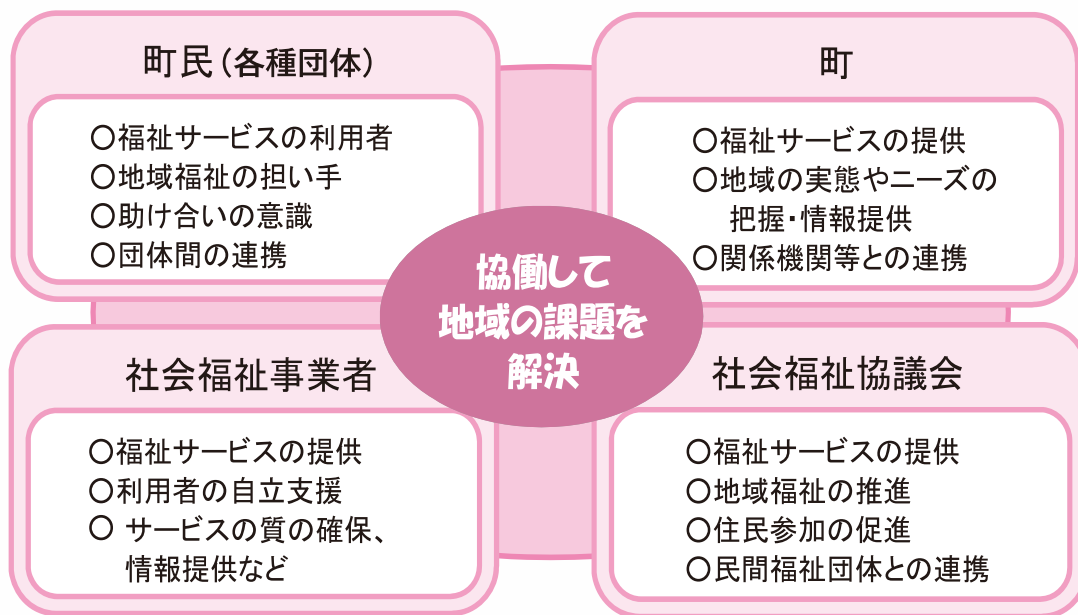 町民(各種団体)
〇福祉サービスの利用者
〇地域福祉の担い手
〇助け合いの意識
〇団体間の連携
町
〇福祉サービスの提供
〇地域の実態やニーズの
把握・情報提供
〇関係機関等との連携
協働して
地域の課題を
解決
社会福祉事業者
〇福祉サービスの提供
〇利用者の自立支援
〇 サービスの質の確保、
情報提供など
社会福祉協議会
〇福祉サービスの提供
〇地域福祉の推進
〇住民参加の促進
〇民間福祉団体との連携